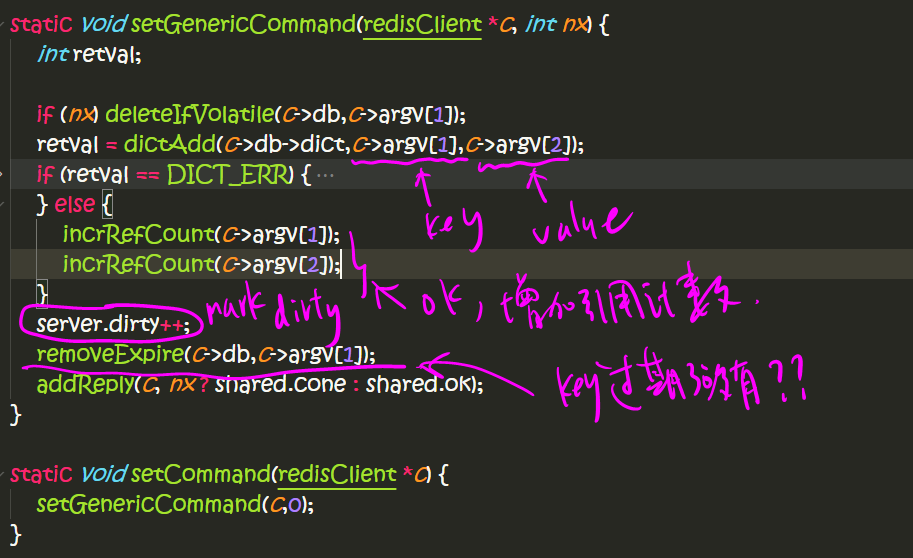 static void setGenericCommand(redisClient *c, int nx) {
int retval;
if (nx) deleteIfVolatile(c->db,c->argv[1]);
retval = dictAdd(c->db->dict,c->argv[1],c->argv[2]);
if (retval == DICT_ERR) { ...
} else {
key
value
incrRefCount(c->argv[1]);
incrRefCount(c->argv[2]);
}
ok, 增加引用计数.
server.dirty++;
mark dirty
removeExpire(c->db,c->argv[1]);
key过期
addReply(c, nx ? shared.cone : shared.ok);
}
static void setCommand(redisClient *c) {
setGenericCommand(c,0);
}